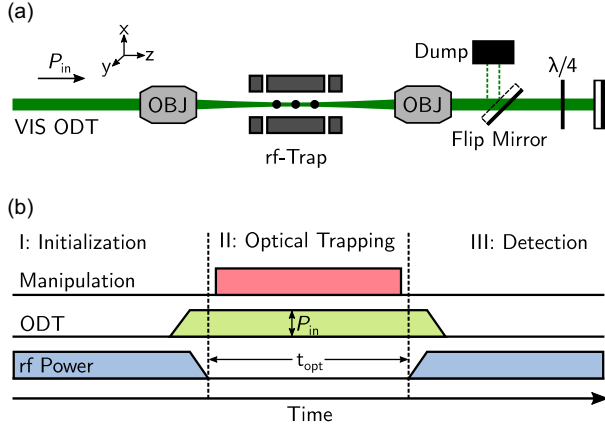 (a)
x
y
z
P_in
Dump
λ/4
OBJ
OBJ
VIS ODT
rf-Trap
Flip Mirror
(b)
I: Initialization
II: Optical Trapping
III: Detection
Manipulation
ODT
P_in
rf Power
t_opt
Time